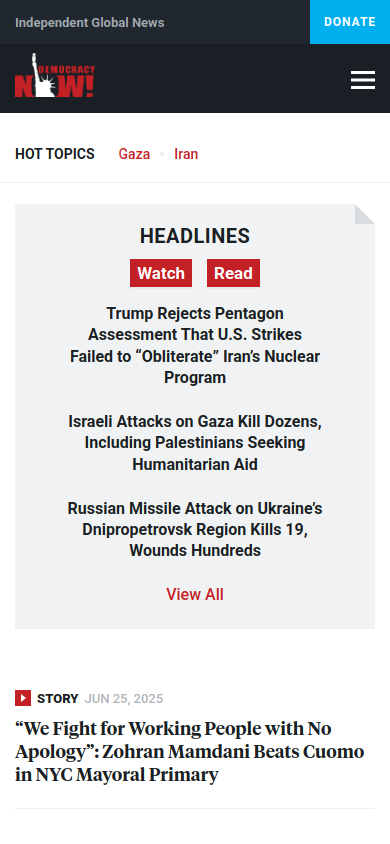 Independent Global News
DONATE
DEMOCRACY
NOW!
HOT TOPICS
Gaza
Iran
HEADLINES
Watch
Read
Trump Rejects Pentagon
Assessment That U.S. Strikes
Failed to “Obliterate” Iran’s Nuclear
Program
Israeli Attacks on Gaza Kill Dozens,
Including Palestinians Seeking
Humanitarian Aid
Russian Missile Attack on Ukraine’s
Dnipropetrovsk Region Kills 19,
Wounds Hundreds
View All
STORY JUN 25, 2025
“We Fight for Working People with No
Apology”: Zohran Mamdani Beats Cuomo
in NYC Mayoral Primary